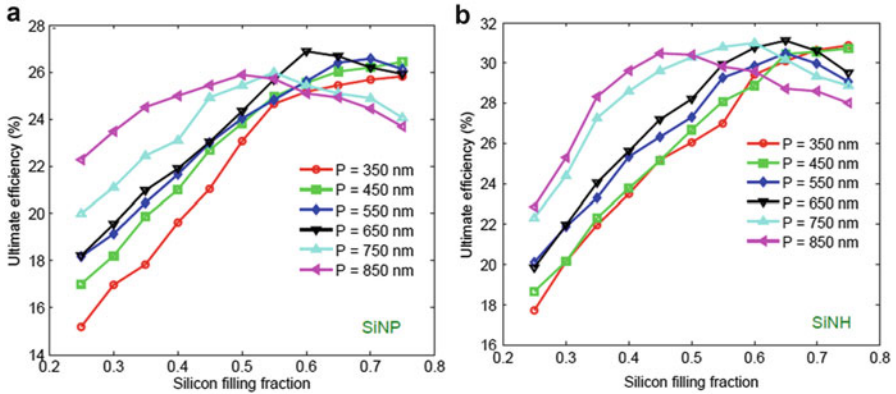 a
Ultimate efficiency (%)
28
26
24
22
20
18
16
14
0.2 0.3 0.4 0.5 0.6 0.7 0.8
Silicon filling fraction
P = 350 nm
P = 450 nm
P = 550 nm
P = 650 nm
P = 750 nm
P = 850 nm
SiNP
b
Ultimate efficiency (%)
32
30
28
26
24
22
20
18
16
0.2 0.3 0.4 0.5 0.6 0.7 0.8
Silicon filling fraction
P = 350 nm
P = 450 nm
P = 550 nm
P = 650 nm
P = 750 nm
P = 850 nm
SiNH